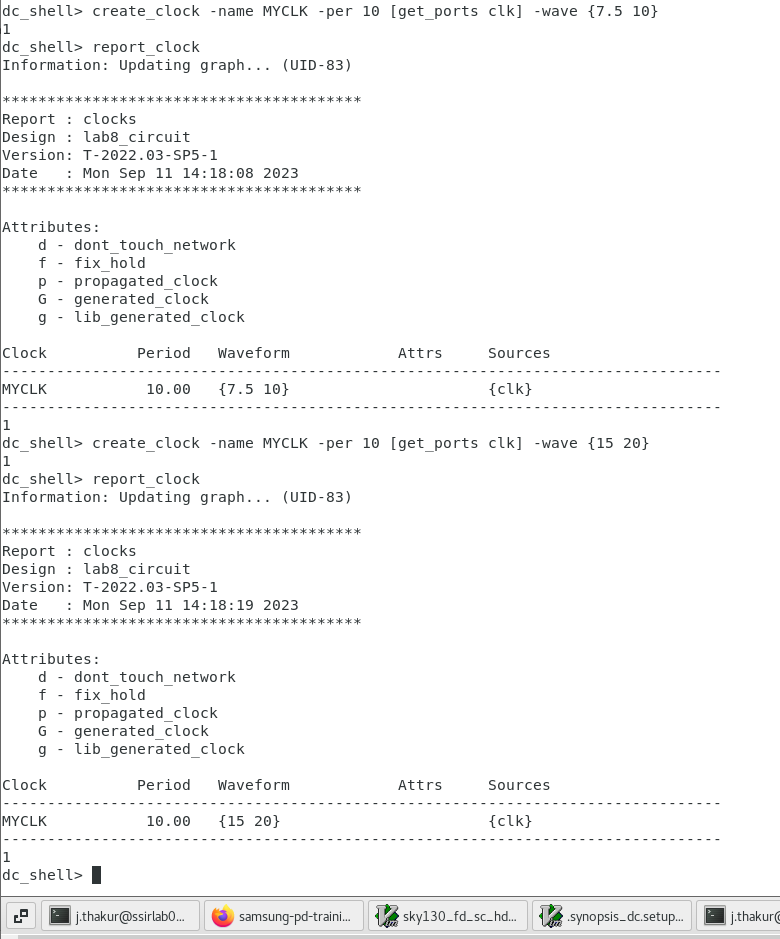 dc_shell> create_clock -name MYCLK -per 10 [get_ports clk] -wave {7.5 10}
1
dc_shell> report_clock
Information: Updating graph... (UID-83)
****************************************
Report : clocks
Design : lab8_circuit
Version: T-2022.03-SP5-1
Date   : Mon Sep 11 14:18:08 2023
****************************************
Attributes:
    d - dont_touch_network
    f - fix_hold
    p - propagated_clock
    G - generated_clock
    g - lib_generated_clock
Clock          Period   Waveform            Attrs     Sources
--------------------------------------------------------------------------------
MYCLK           10.00   {7.5 10}                      {clk}
--------------------------------------------------------------------------------
1
dc_shell> create_clock -name MYCLK -per 10 [get_ports clk] -wave {15 20}
1
dc_shell> report_clock
Information: Updating graph... (UID-83)
****************************************
Report : clocks
Design : lab8_circuit
Version: T-2022.03-SP5-1
Date   : Mon Sep 11 14:18:19 2023
****************************************
Attributes:
    d - dont_touch_network
    f - fix_hold
    p - propagated_clock
    G - generated_clock
    g - lib_generated_clock
Clock          Period   Waveform            Attrs     Sources
--------------------------------------------------------------------------------
MYCLK           10.00   {15 20}                       {clk}
--------------------------------------------------------------------------------
1
dc_shell>
j.thakur@ssirlab0... samsung-pd-traini... sky130_fd_sc_hd... .synopsis_dc.setup... j.thakur@